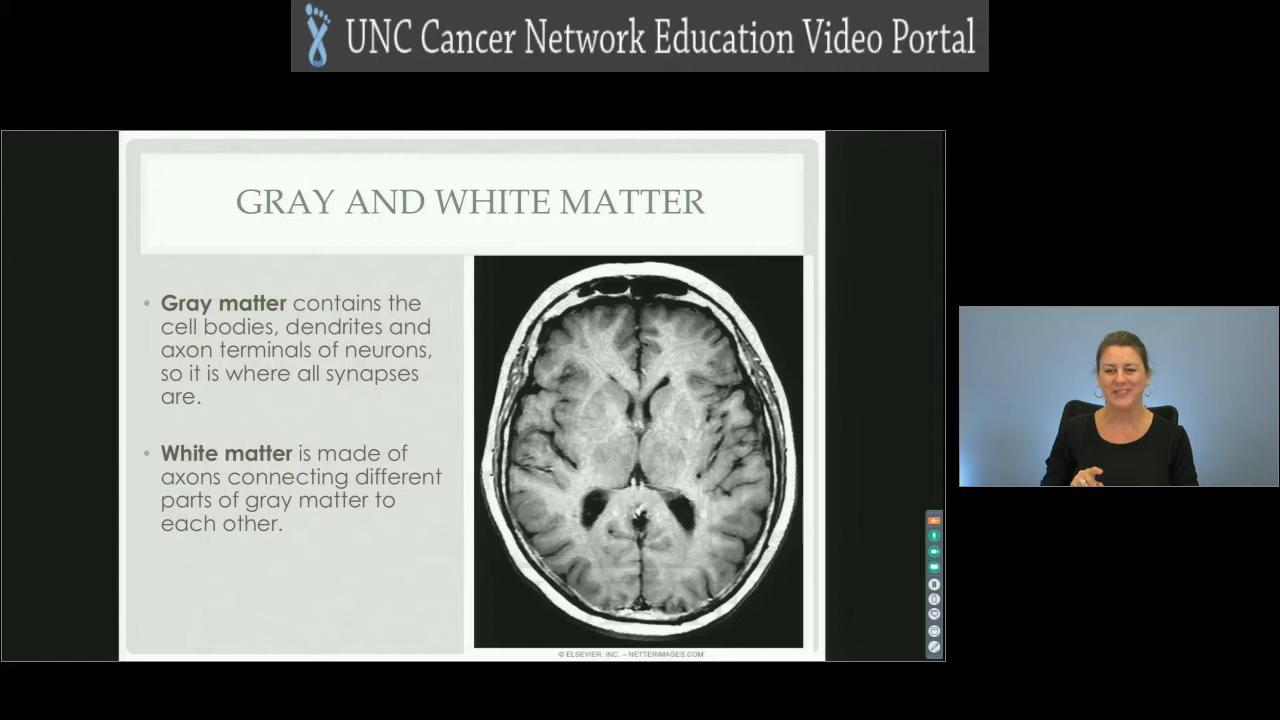 UNC Cancer Network Education Video Portal
GRAY AND WHITE MATTER
• Gray matter contains the
cell bodies, dendrites and
axon terminals of neurons,
so it is where all synapses
are.
• White matter is made of
axons connecting different
parts of gray matter to
each other.
© ELSEVIER, INC. – NETTERIMAGES.COM